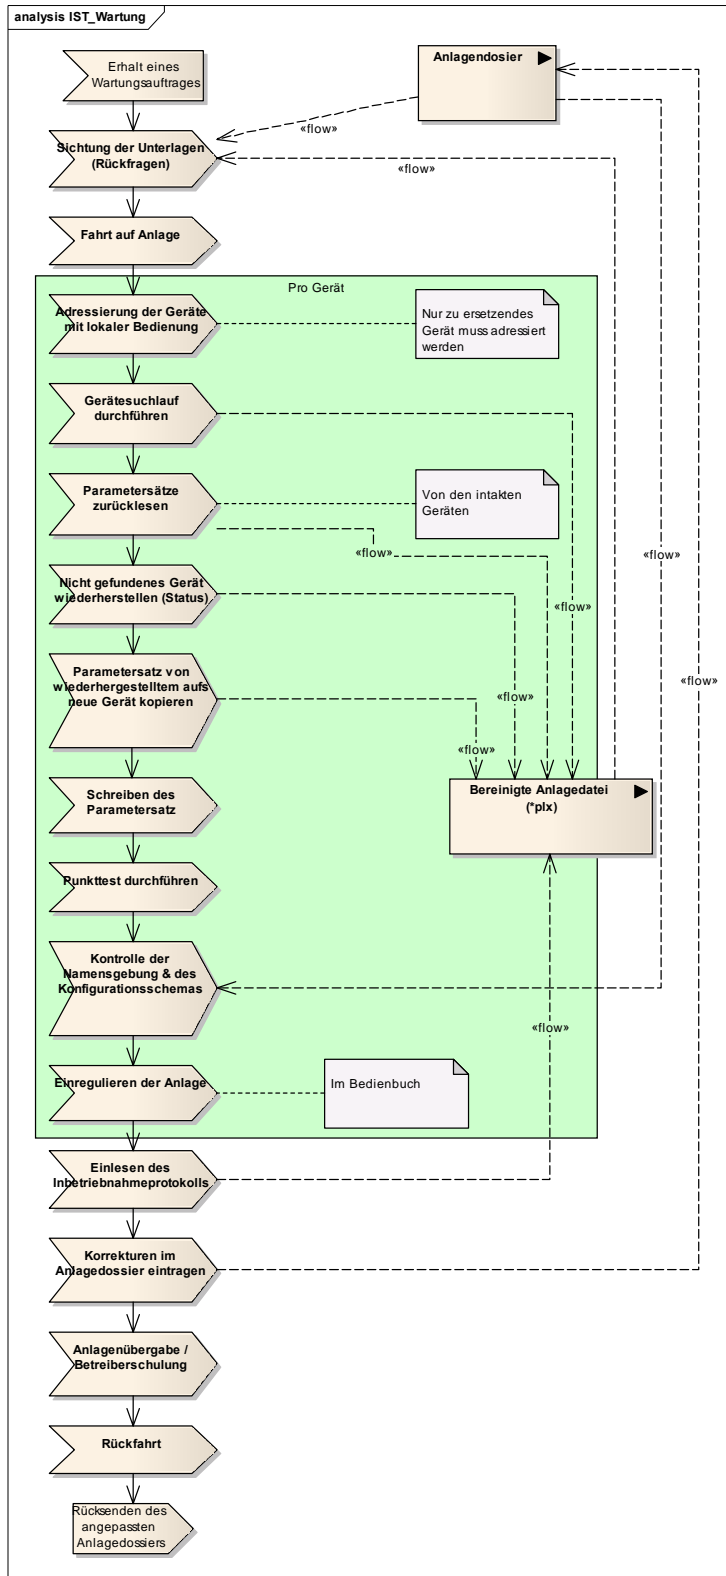 analysis IST_Wartung
Erhalt eines
Wartungsauftrages
Anlagendosier
«flow»
Sichtung der Unterlagen
(Rückfragen)
«flow»
Fahrt auf Anlage
Pro Gerät
Adressierung der Geräte
mit lokaler Bedienung
Nur zu ersetzendes
Gerät muss adressiert
werden
Gerätesuchlauf
durchführen
Parametersätze
zurücklesen
Von den intakten
Geräten
«flow»
«flow»
Nicht gefundenes Gerät
wiederherstellen (Status)
«flow»
Parametersatz von
wiederhergestelltem aufs
neue Gerät kopieren
«flow»
«flow»
«flow»
Schreiben des
Parametersatz
Bereinigte Anlagedatei
(*plx)
Punkttest durchführen
Kontrolle der
Namensgebung & des
Konfigurationsschemas
«flow»
Einregulieren der Anlage
Im Bedienbuch
Einlesen des
Inbetriebnahmeprotokolls
Korrekturen im
Anlagedossier eintragen
Anlagenübergabe /
Betreiberschulung
Rückfahrt
Rücksenden des
angepassten
Anlagedossiers